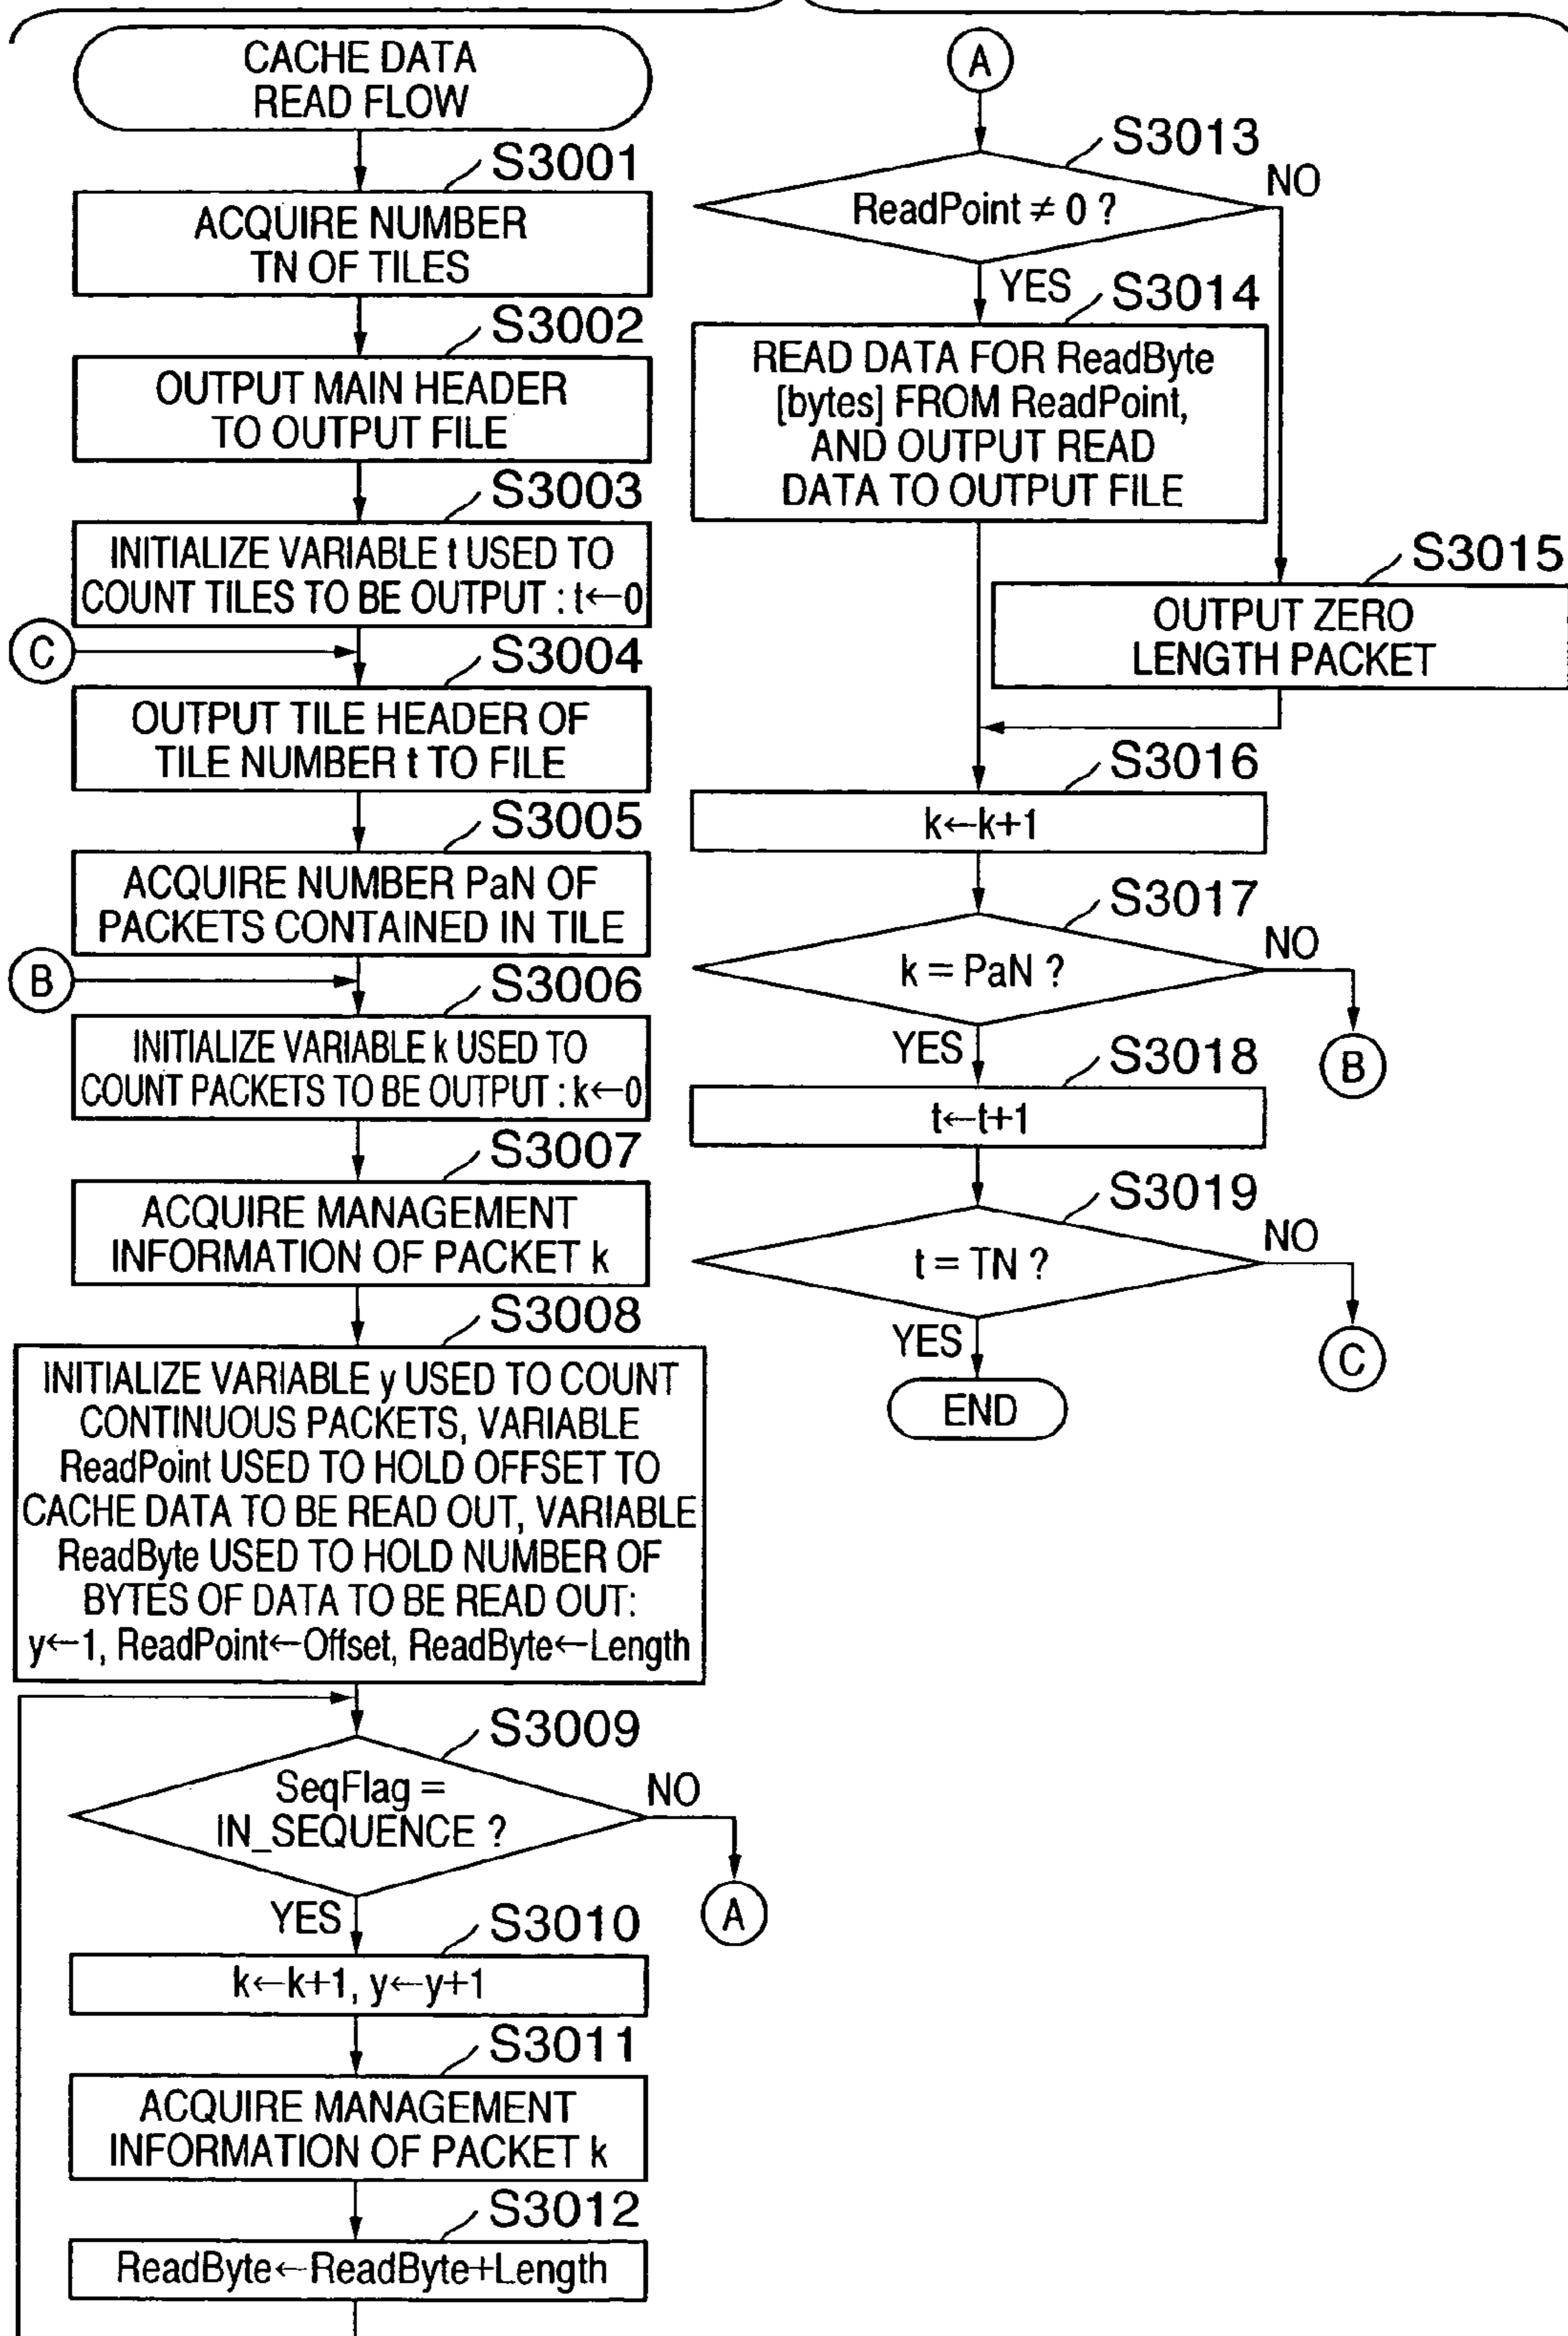 CACHE DATA
READ FLOW
S3001
ACQUIRE NUMBER
TN OF TILES
S3002
OUTPUT MAIN HEADER
TO OUTPUT FILE
S3003
INITIALIZE VARIABLE t USED TO
COUNT TILES TO BE OUTPUT : t←0
C
S3004
OUTPUT TILE HEADER OF
TILE NUMBER t TO FILE
S3005
ACQUIRE NUMBER PaN OF
PACKETS CONTAINED IN TILE
B
S3006
INITIALIZE VARIABLE k USED TO
COUNT PACKETS TO BE OUTPUT : k←0
S3007
ACQUIRE MANAGEMENT
INFORMATION OF PACKET k
S3008
INITIALIZE VARIABLE y USED TO COUNT
CONTINUOUS PACKETS, VARIABLE
ReadPoint USED TO HOLD OFFSET TO
CACHE DATA TO BE READ OUT, VARIABLE
ReadByte USED TO HOLD NUMBER OF
BYTES OF DATA TO BE READ OUT:
y←1, ReadPoint←Offset, ReadByte←Length
S3009
SeqFlag =
IN_SEQUENCE ?
NO
A
YES
S3010
k←k+1, y←y+1
S3011
ACQUIRE MANAGEMENT
INFORMATION OF PACKET k
S3012
ReadByte←ReadByte+Length
A
S3013
ReadPoint ≠ 0 ?
NO
YES
S3014
READ DATA FOR ReadByte
[bytes] FROM ReadPoint,
AND OUTPUT READ
DATA TO OUTPUT FILE
S3015
OUTPUT ZERO
LENGTH PACKET
S3016
k←k+1
S3017
k = PaN ?
NO
B
YES
S3018
t←t+1
S3019
t = TN ?
NO
C
YES
END